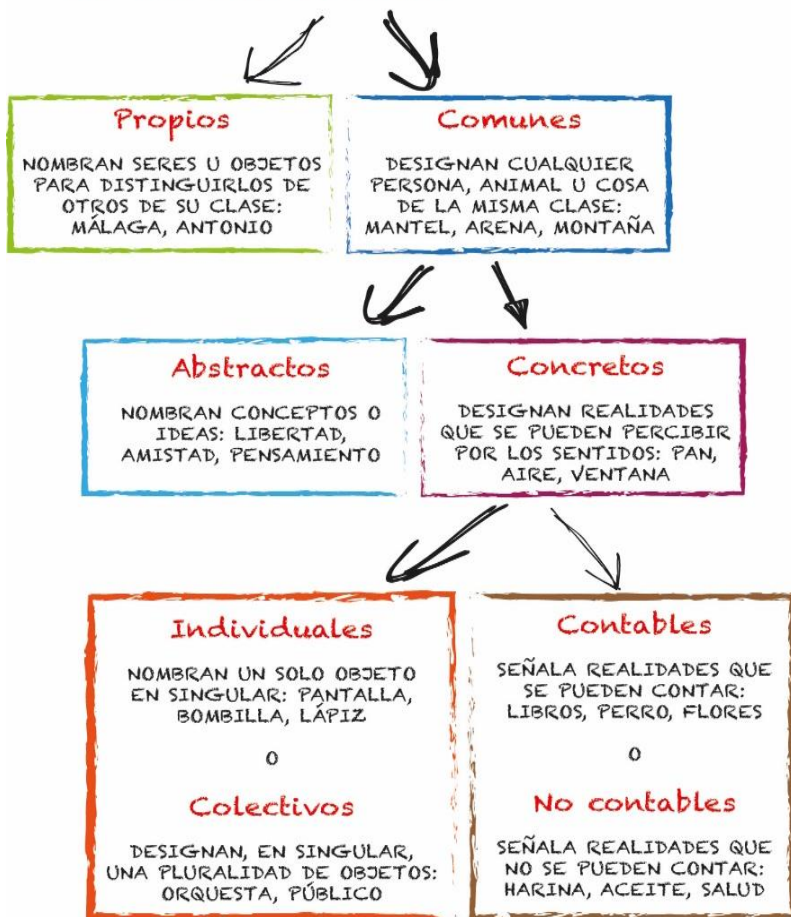 Propios
NOMBRAN SERES U OBJETOS
PARA DISTINGUIRLOS DE
OTROS DE SU CLASE:
MÁLAGA, ANTONIO
Comunes
DESIGNAN CUALQUIER
PERSONA, ANIMAL U COSA
DE LA MISMA CLASE:
MANTEL, ARENA, MONTAÑA
Abstractos
NOMBRAN CONCEPTOS O
IDEAS: LIBERTAD,
AMISTAD, PENSAMIENTO
Concretos
DESIGNAN REALIDADES
QUE SE PUEDEN PERCIBIR
POR LOS SENTIDOS: PAN,
AIRE, VENTANA
Individuales
NOMBRAN UN SOLO OBJETO
EN SINGULAR: PANTALLA,
BOMBILLA, LÁPIZ
O
Colectivos
DESIGNAN, EN SINGULAR,
UNA PLURALIDAD DE OBJETOS:
ORQUESTA, PÚBLICO
Contables
SEÑALA REALIDADES QUE
SE PUEDEN CONTAR:
LIBROS, PERRO, FLORES
O
No contables
SEÑALA REALIDADES QUE
NO SE PUEDEN CONTAR:
HARINA, ACEITE, SALUD